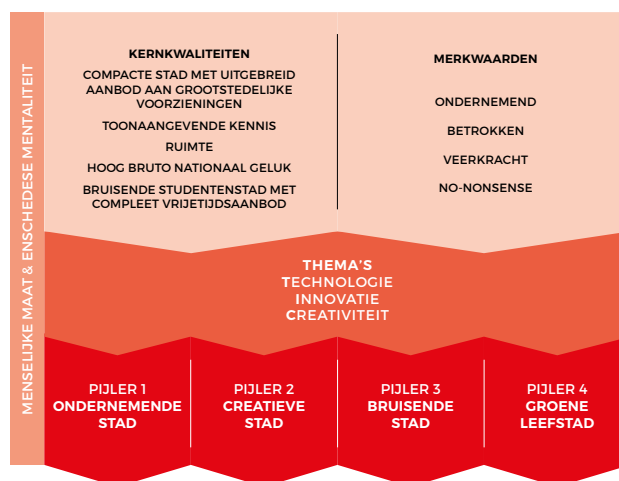 MENSELIJKE MAAT & ENSCHEDESE MENTALITEIT
KERNKWALITEITEN
COMPACTE STAD MET UITGEBREID
AANBOD AAN GROOTSTEDELIJKE
VOORZIENINGEN
TOONAANGEVENDE KENNIS
RUIMTE
HOOG BRUTO NATIONAAL GELUK
BRUISENDE STUDENTENSTAD MET
COMPLEET VRIJETIJDSAANBOD
MERKWAARDEN
ONDERNEMEND
BETROKKEN
VEERKRACHT
NO-NONSENSE
THEMA'S
TECHNOLOGIE
INNOVATIE
CREATIVITEIT
PIJLER 1
ONDERNEMENDE
STAD
PIJLER 2
CREATIEVE
STAD
PIJLER 3
BRUISENDE
STAD
PIJLER 4
GROENE
LEEFSTAD